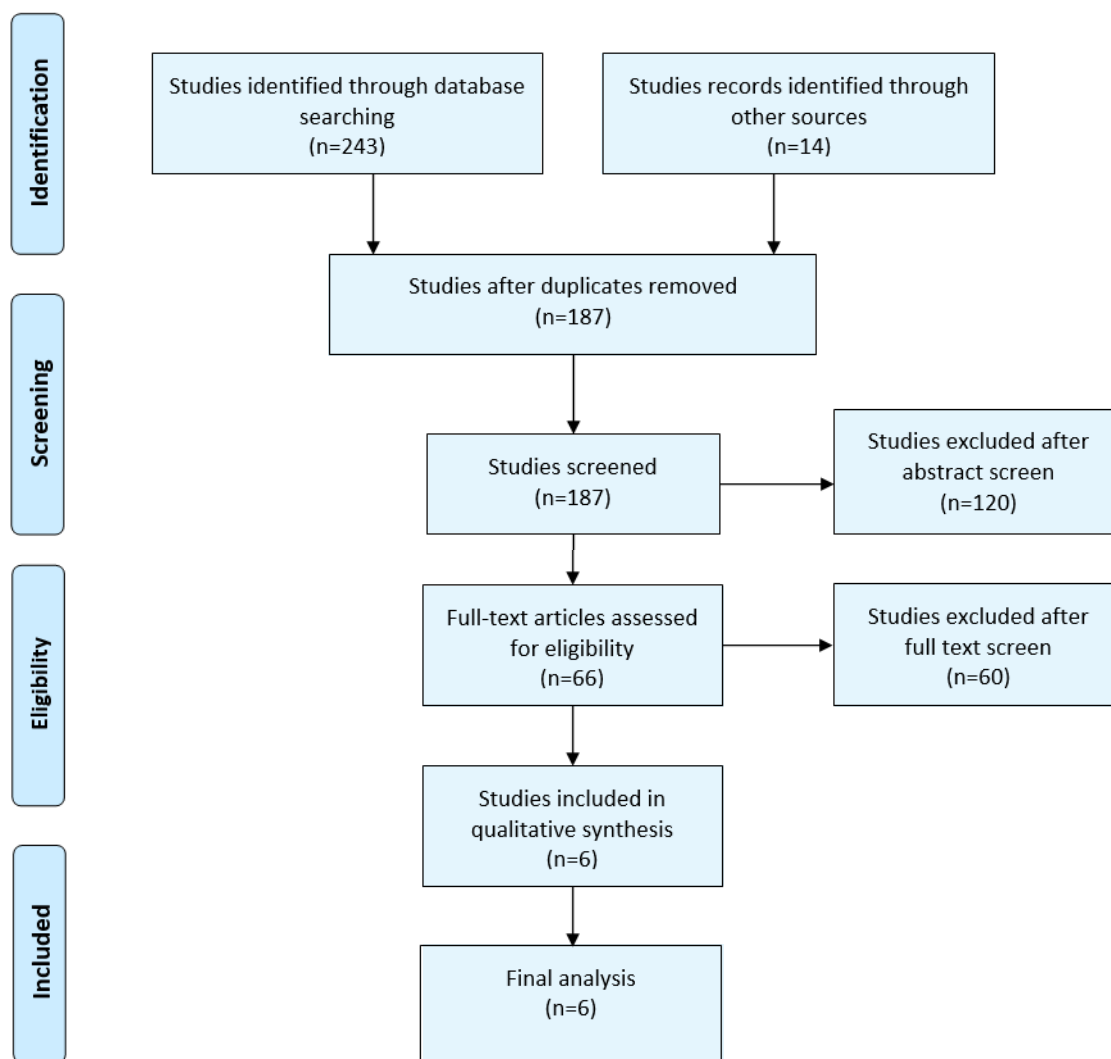 Identification
Studies identified through database
searching
(n=243)
Studies records identified through
other sources
(n=14)
Studies after duplicates removed
(n=187)
Screening
Studies screened
(n=187)
Studies excluded after
abstract screen
(n=120)
Eligibility
Full-text articles assessed
for eligibility
(n=66)
Studies excluded after
full text screen
(n=60)
Studies included in
qualitative synthesis
(n=6)
Included
Final analysis
(n=6)